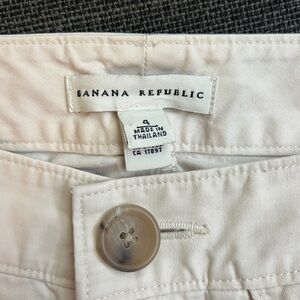 BANANA REPUBLIC
4
MADE IN
THAILAND
CA 17897